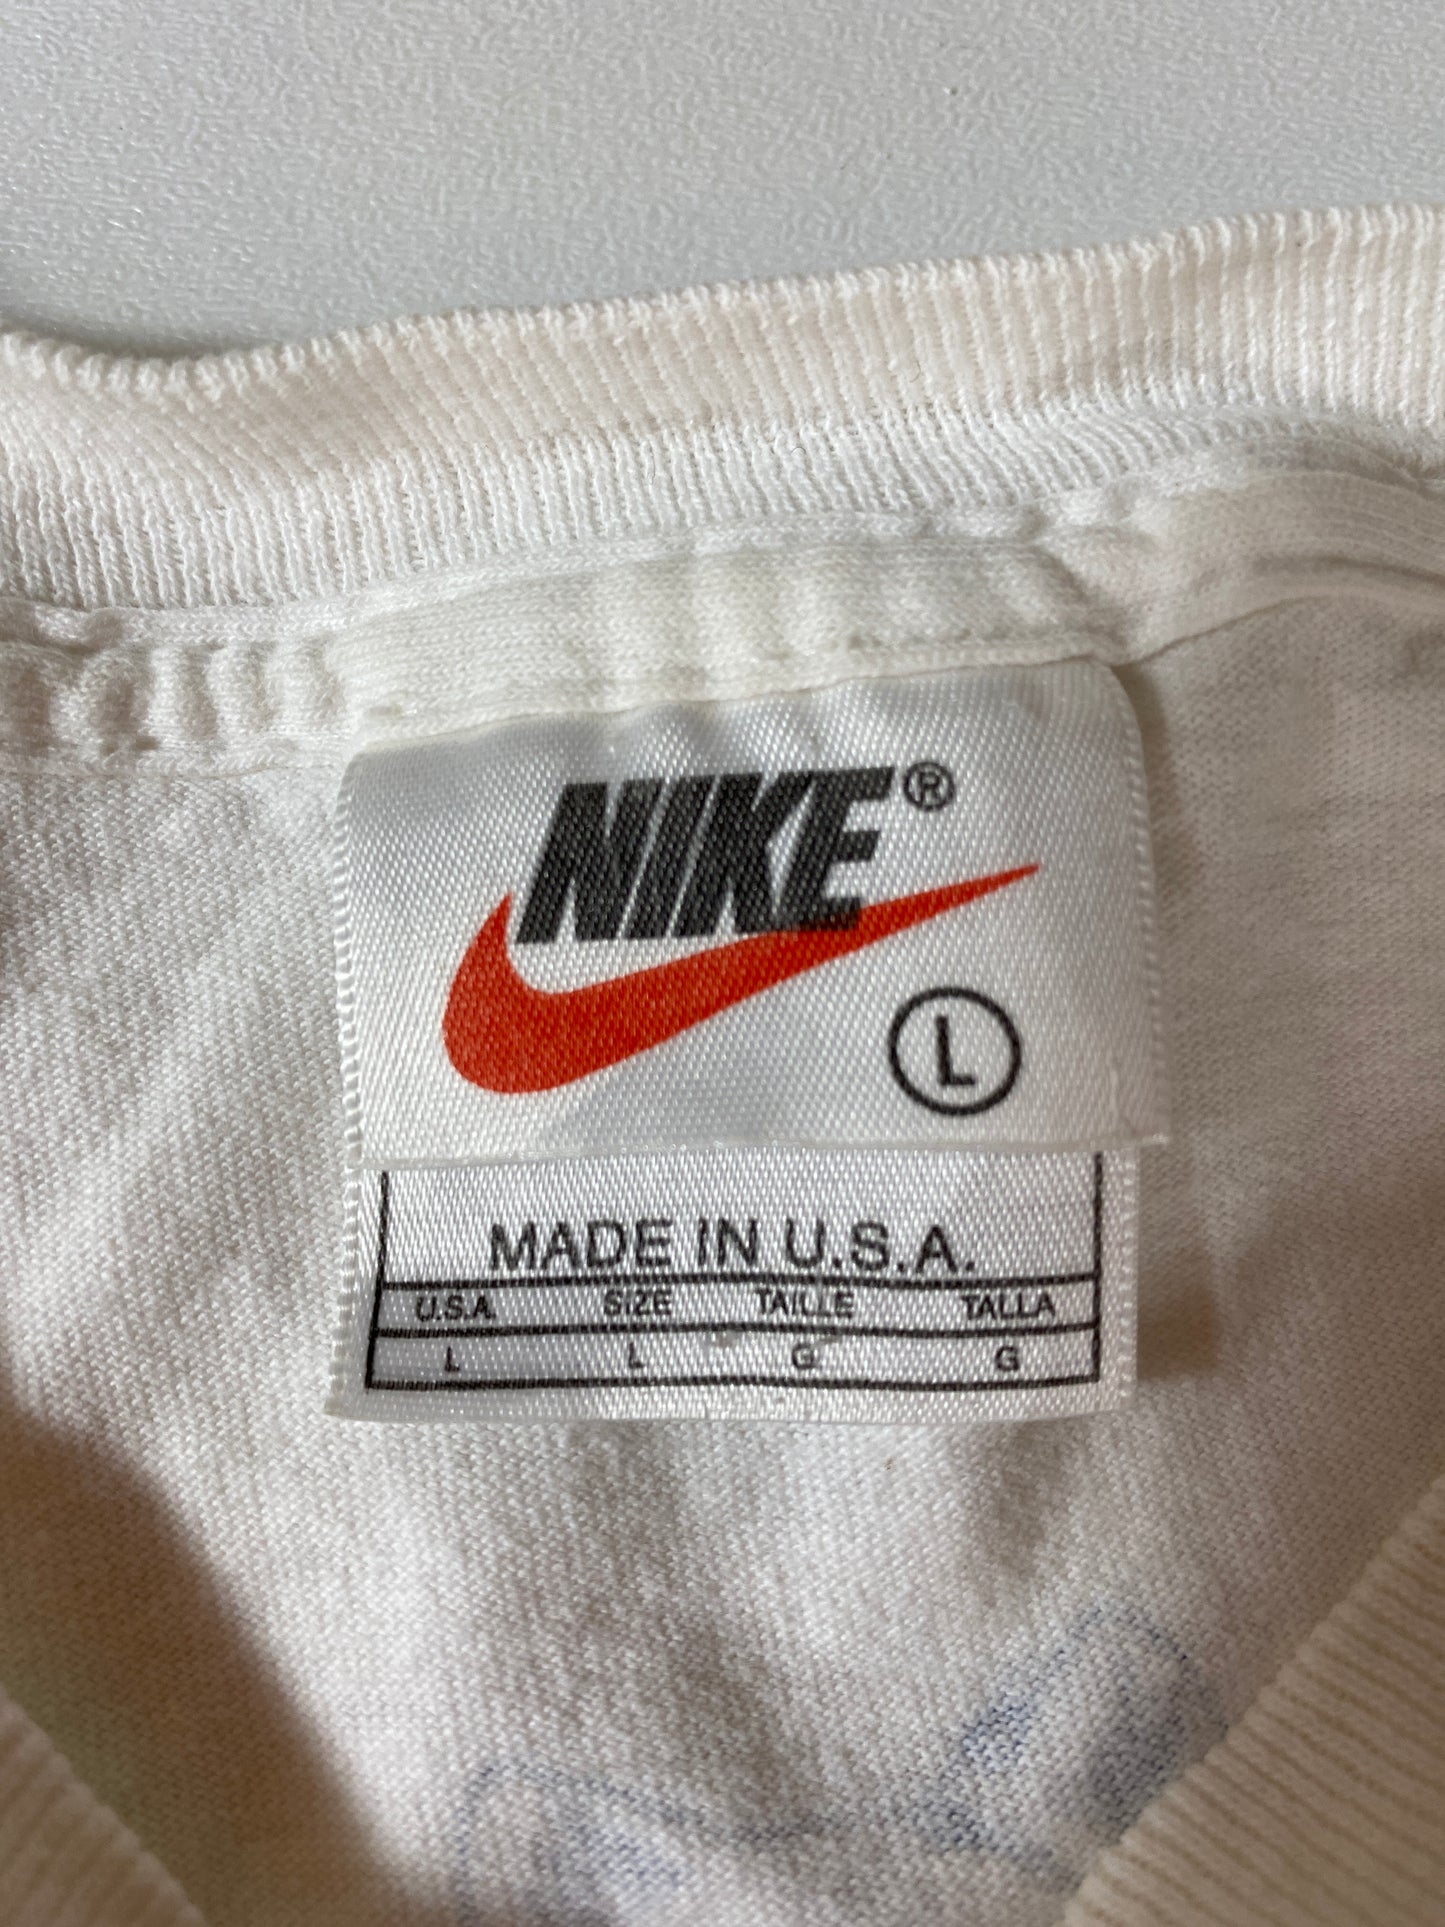 NIKE®
L
MADE IN U.S.A.
U.S.A SIZE TAILLE TALLA
L L G G